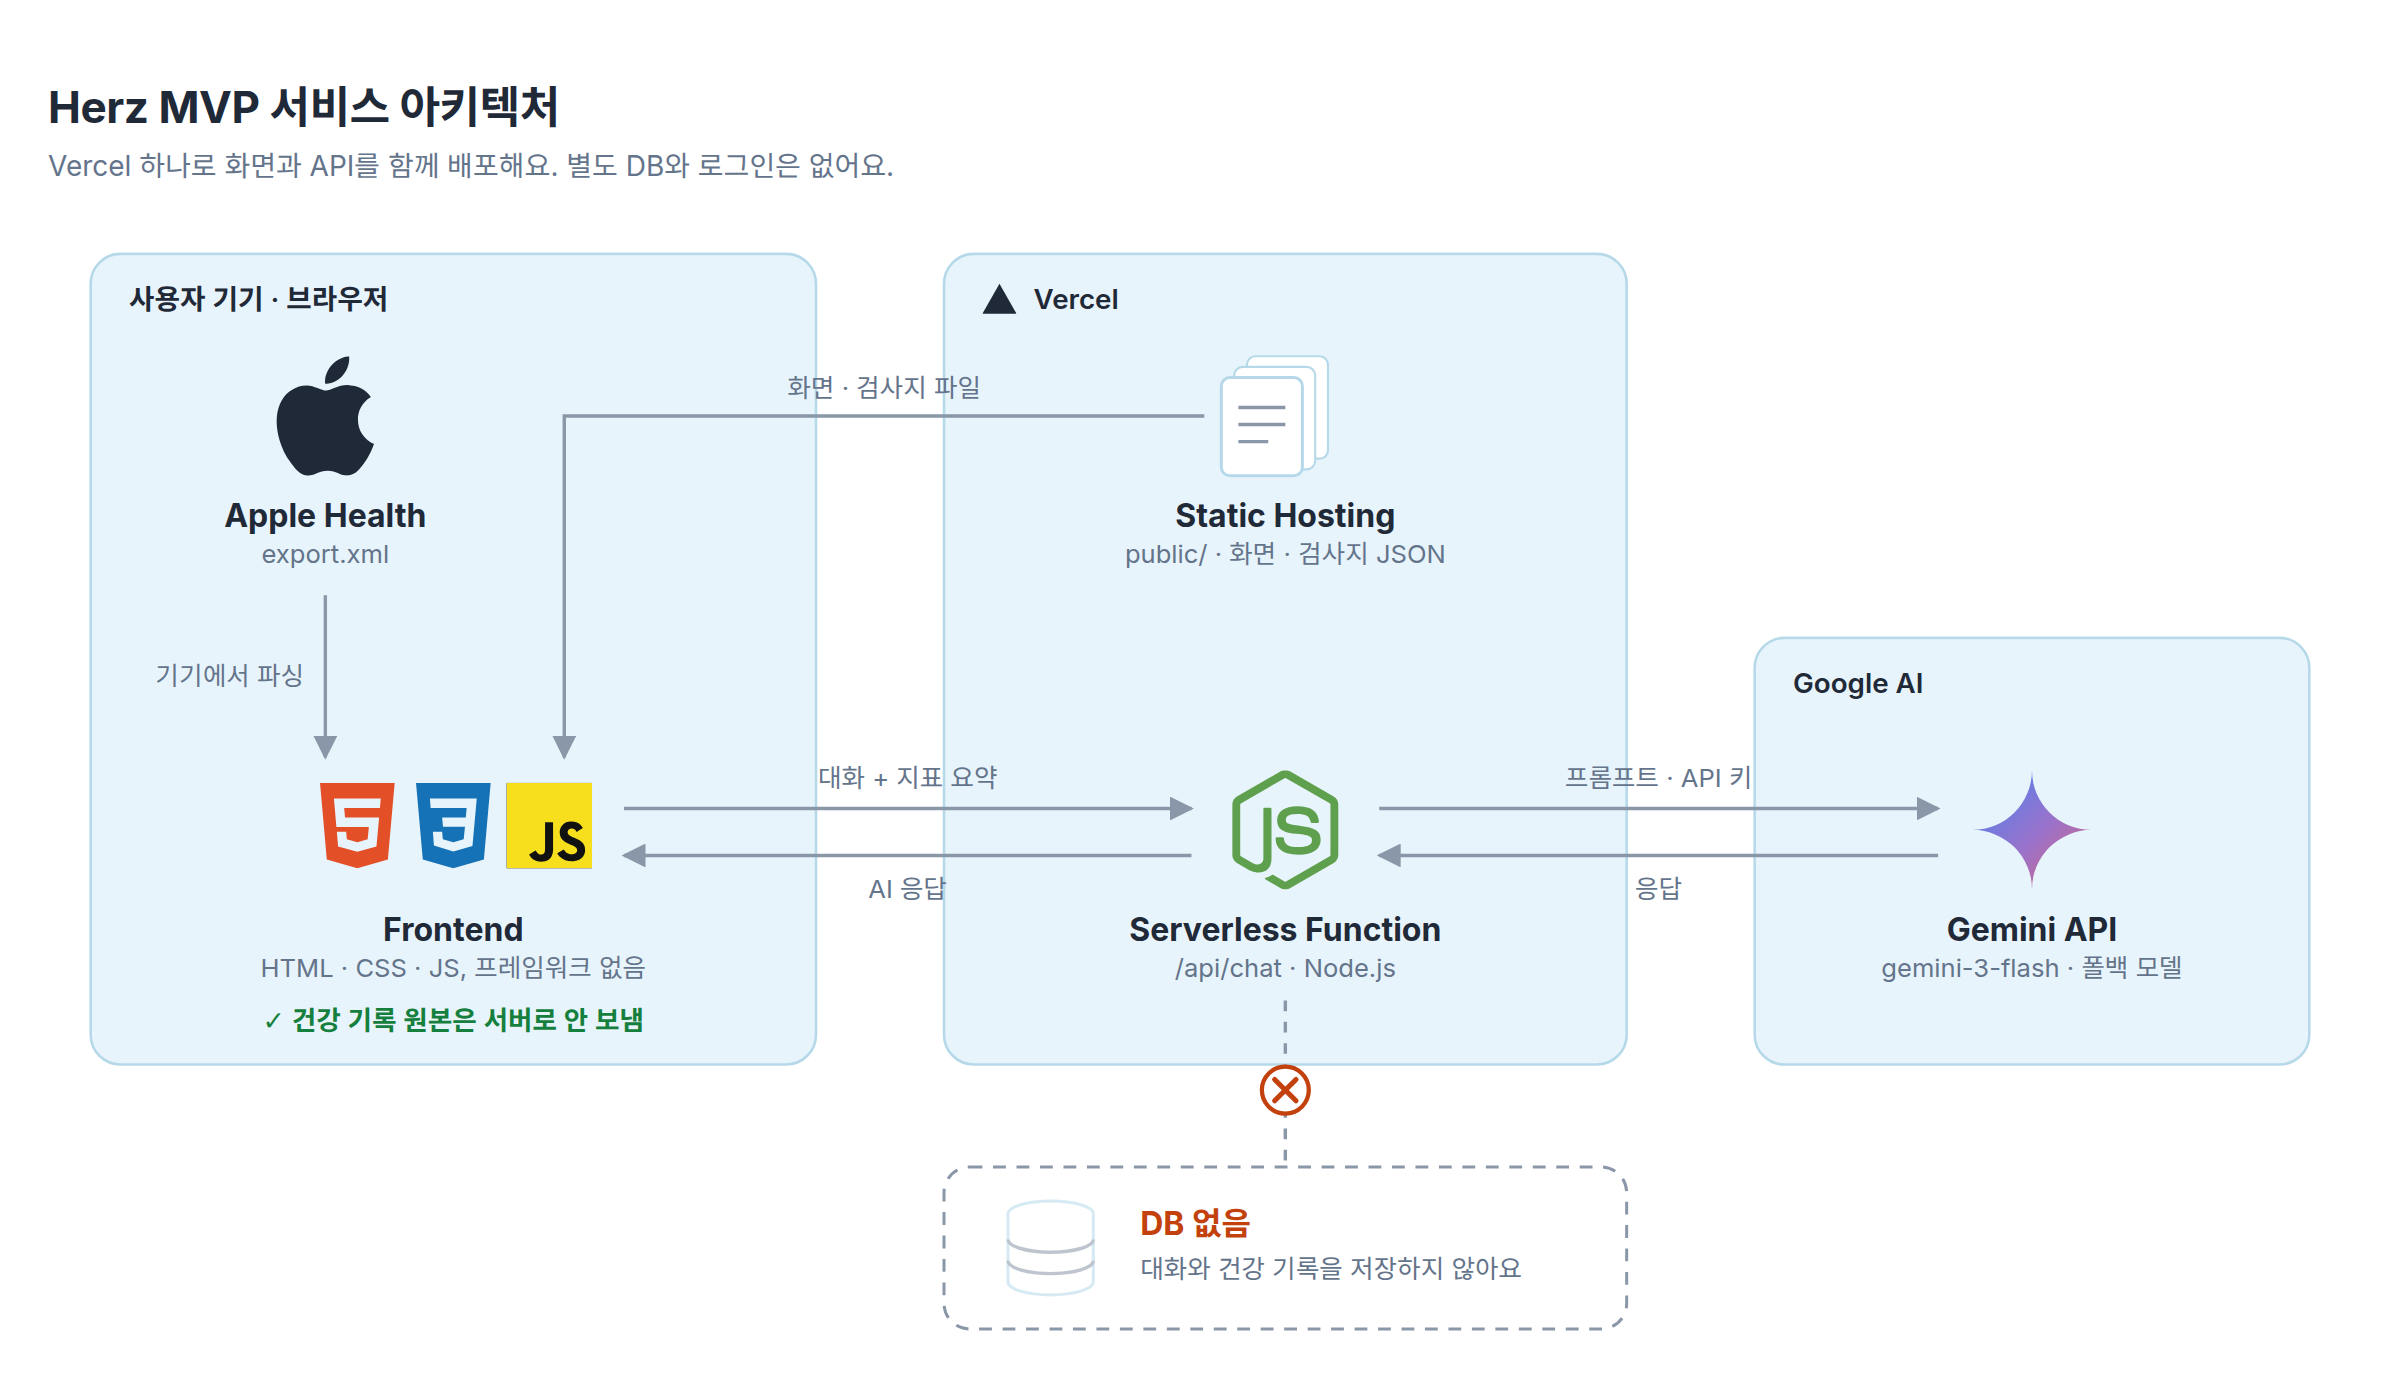 Herz MVP 서비스 아키텍처
Vercel 하나로 화면과 API를 함께 배포해요. 별도 DB와 로그인은 없어요.
사용자 기기 · 브라우저
Vercel
화면 · 검사지 파일
Apple Health
export.xml
Static Hosting
public/ · 화면 · 검사지 JSON
기기에서 파싱
Google AI
대화 + 지표 요약
프롬프트 · API 키
JS
JS
AI 응답
응답
Frontend
HTML · CSS · JS, 프레임워크 없음
✓ 건강 기록 원본은 서버로 안 보냄
Serverless Function
/api/chat · Node.js
Gemini API
gemini-3-flash · 폴백 모델
DB 없음
대화와 건강 기록을 저장하지 않아요